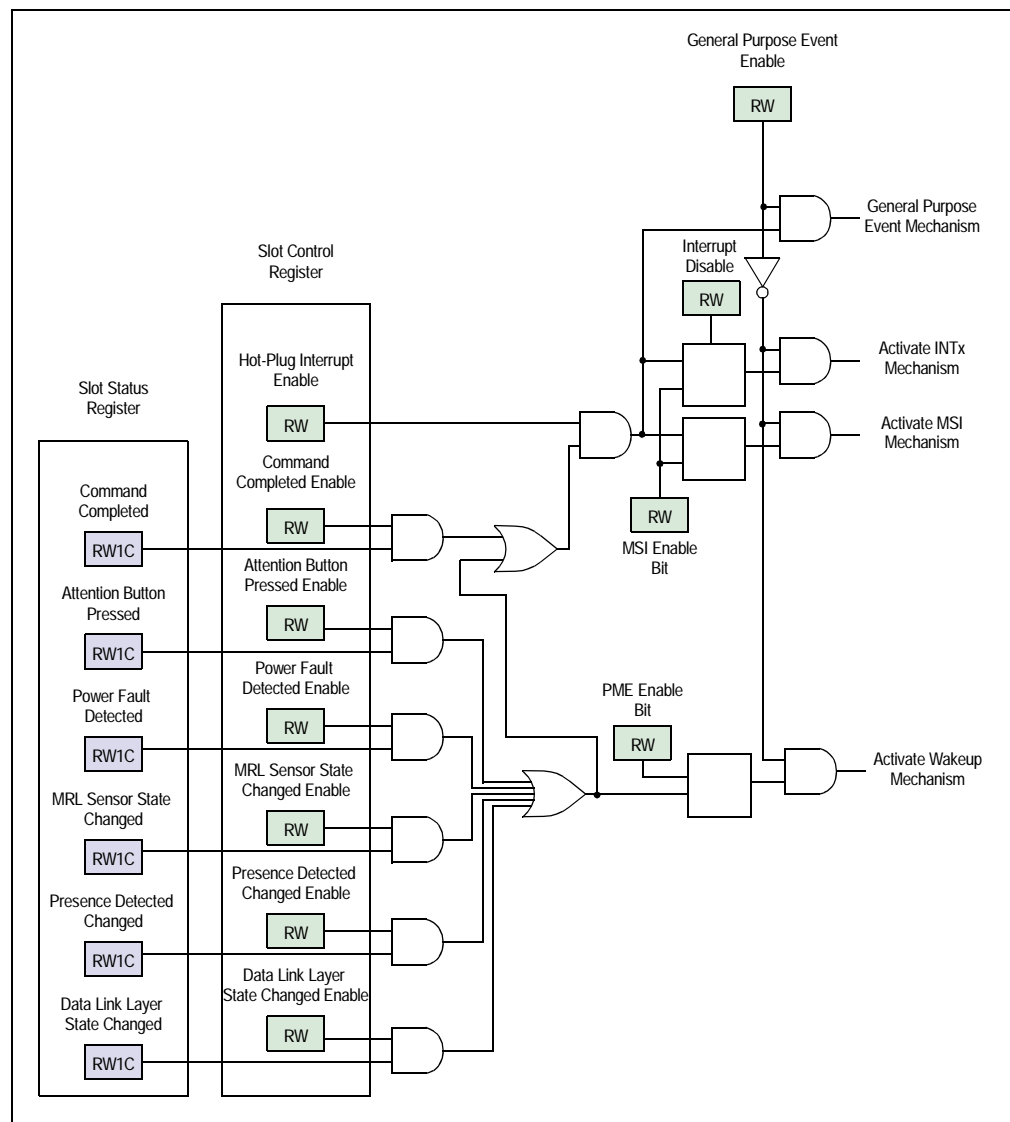 General Purpose Event
Enable
RW
General Purpose
Event Mechanism
Slot Control
Register
Interrupt
Disable
RW
Hot-Plug Interrupt
Enable
RW
Activate INTx
Mechanism
Slot Status
Register
Activate MSI
Mechanism
Command
Completed Enable
RW
RW
MSI Enable
Bit
Command
Completed
RW1C
Attention Button
Pressed Enable
RW
Attention Button
Pressed
RW1C
Power Fault
Detected Enable
RW
PME Enable
Bit
RW
Power Fault
Detected
RW1C
Activate Wakeup
Mechanism
MRL Sensor State
Changed Enable
RW
MRL Sensor State
Changed
RW1C
Presence Detected
Changed Enable
RW
Presence Detected
Changed
RW1C
Data Link Layer
State Changed Enable
RW
Data Link Layer
State Changed
RW1C